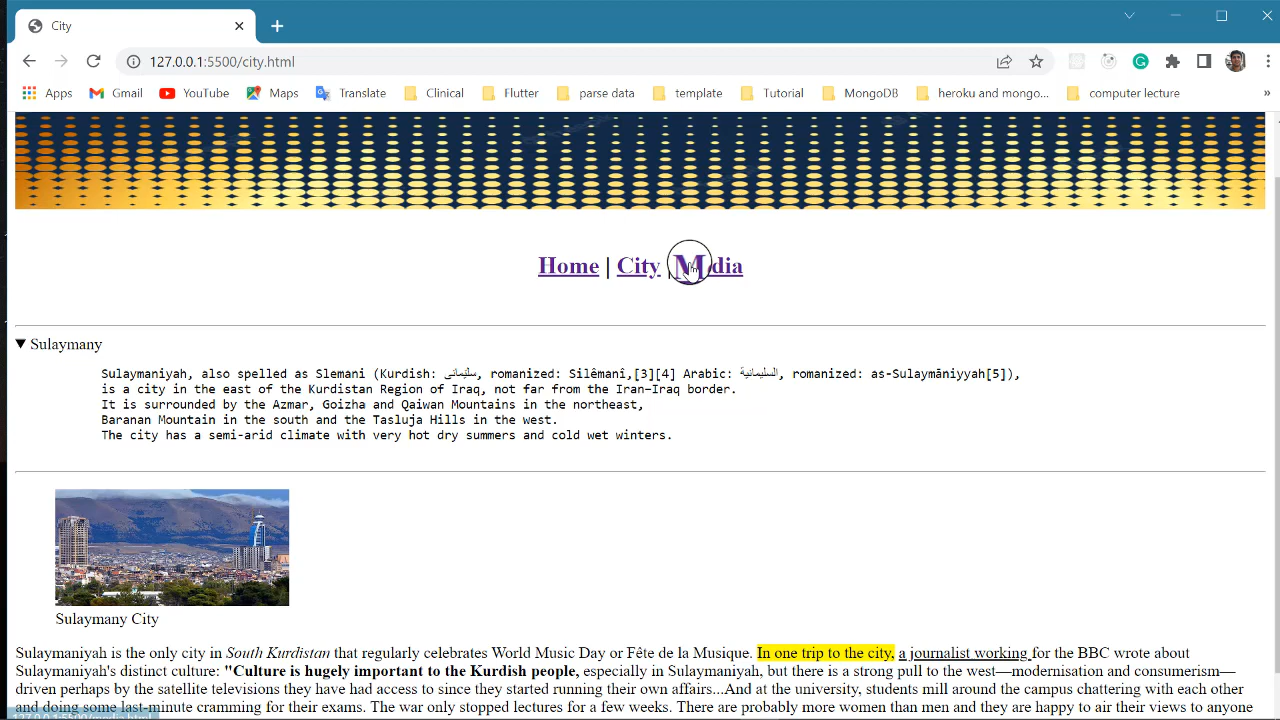 City
127.0.0.1:5500/city.html
Apps Gmail YouTube Maps Translate Clinical Flutter parse data template Tutorial MongoDB heroku and mongo... computer lecture »
Home | City | Media
Sulaymany
Sulaymaniyah, also spelled as Slemani (Kurdish: سلێمانی, romanized: Silêmanî,[3][4] Arabic: السليمانية, romanized: as-Sulaymāniyyah[5]),
is a city in the east of the Kurdistan Region of Iraq, not far from the Iran–Iraq border.
It is surrounded by the Azmar, Goizha and Qaiwan Mountains in the northeast,
Baranan Mountain in the south and the Tasluja Hills in the west.
The city has a semi-arid climate with very hot dry summers and cold wet winters.
Sulaymany City
Sulaymaniyah is the only city in South Kurdistan that regularly celebrates World Music Day or Fête de la Musique. In one trip to the city, a journalist working for the BBC wrote about
Sulaymaniyah's distinct culture: "Culture is hugely important to the Kurdish people, especially in Sulaymaniyah, but there is a strong pull to the west—modernisation and consumerism—
driven perhaps by the satellite televisions they have had access to since they started running their own affairs...And at the university, students mill around the campus chattering with each other
and doing some last-minute cramming for their exams. The war only stopped lectures for a few weeks. There are probably more women than men and they are happy to air their views to anyone